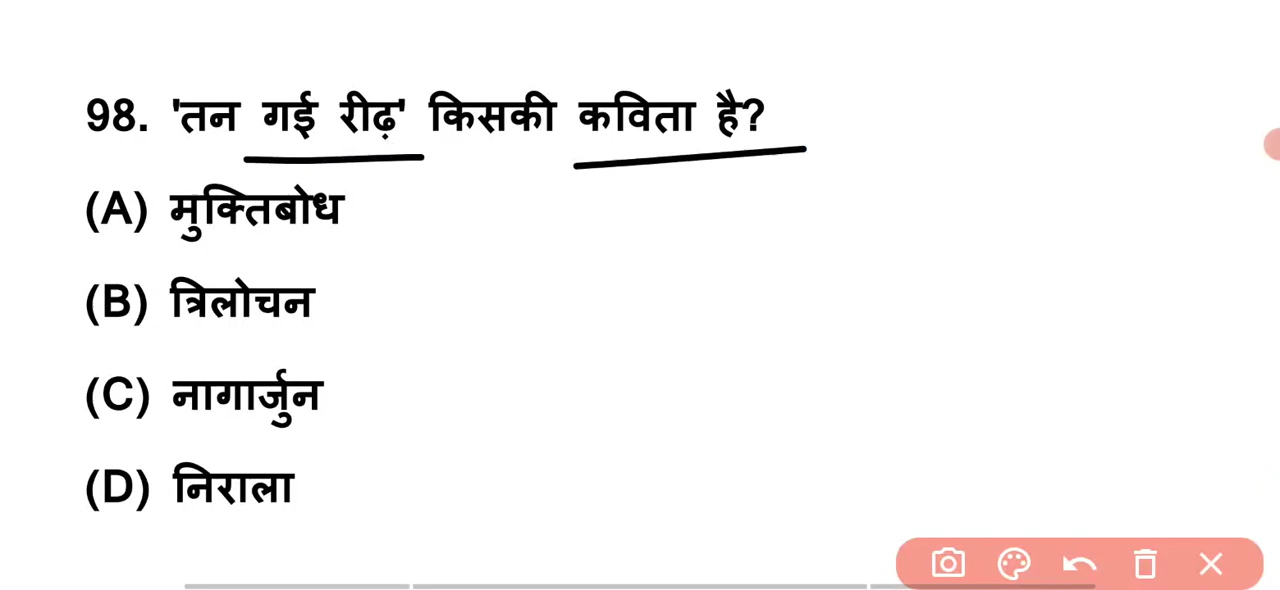 98. 'तन गई रीढ़' किसकी कविता है?
(A) मुक्तिबोध
(B) त्रिलोचन
(C) नागार्जुन
(D) निराला